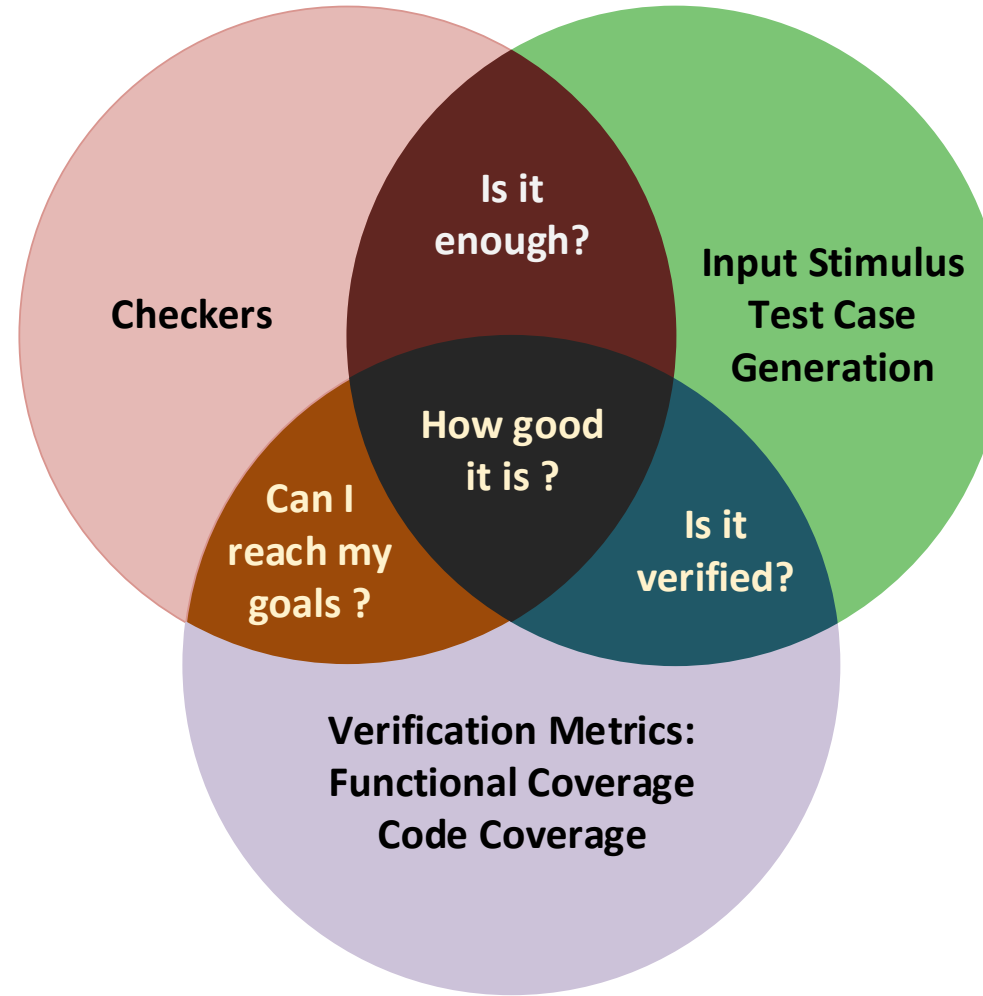 Is it
enough?
Checkers
Input Stimulus
Test Case
Generation
How good
it is ?
Can I
reach my
goals ?
Is it
verified?
Verification Metrics:
Functional Coverage
Code Coverage